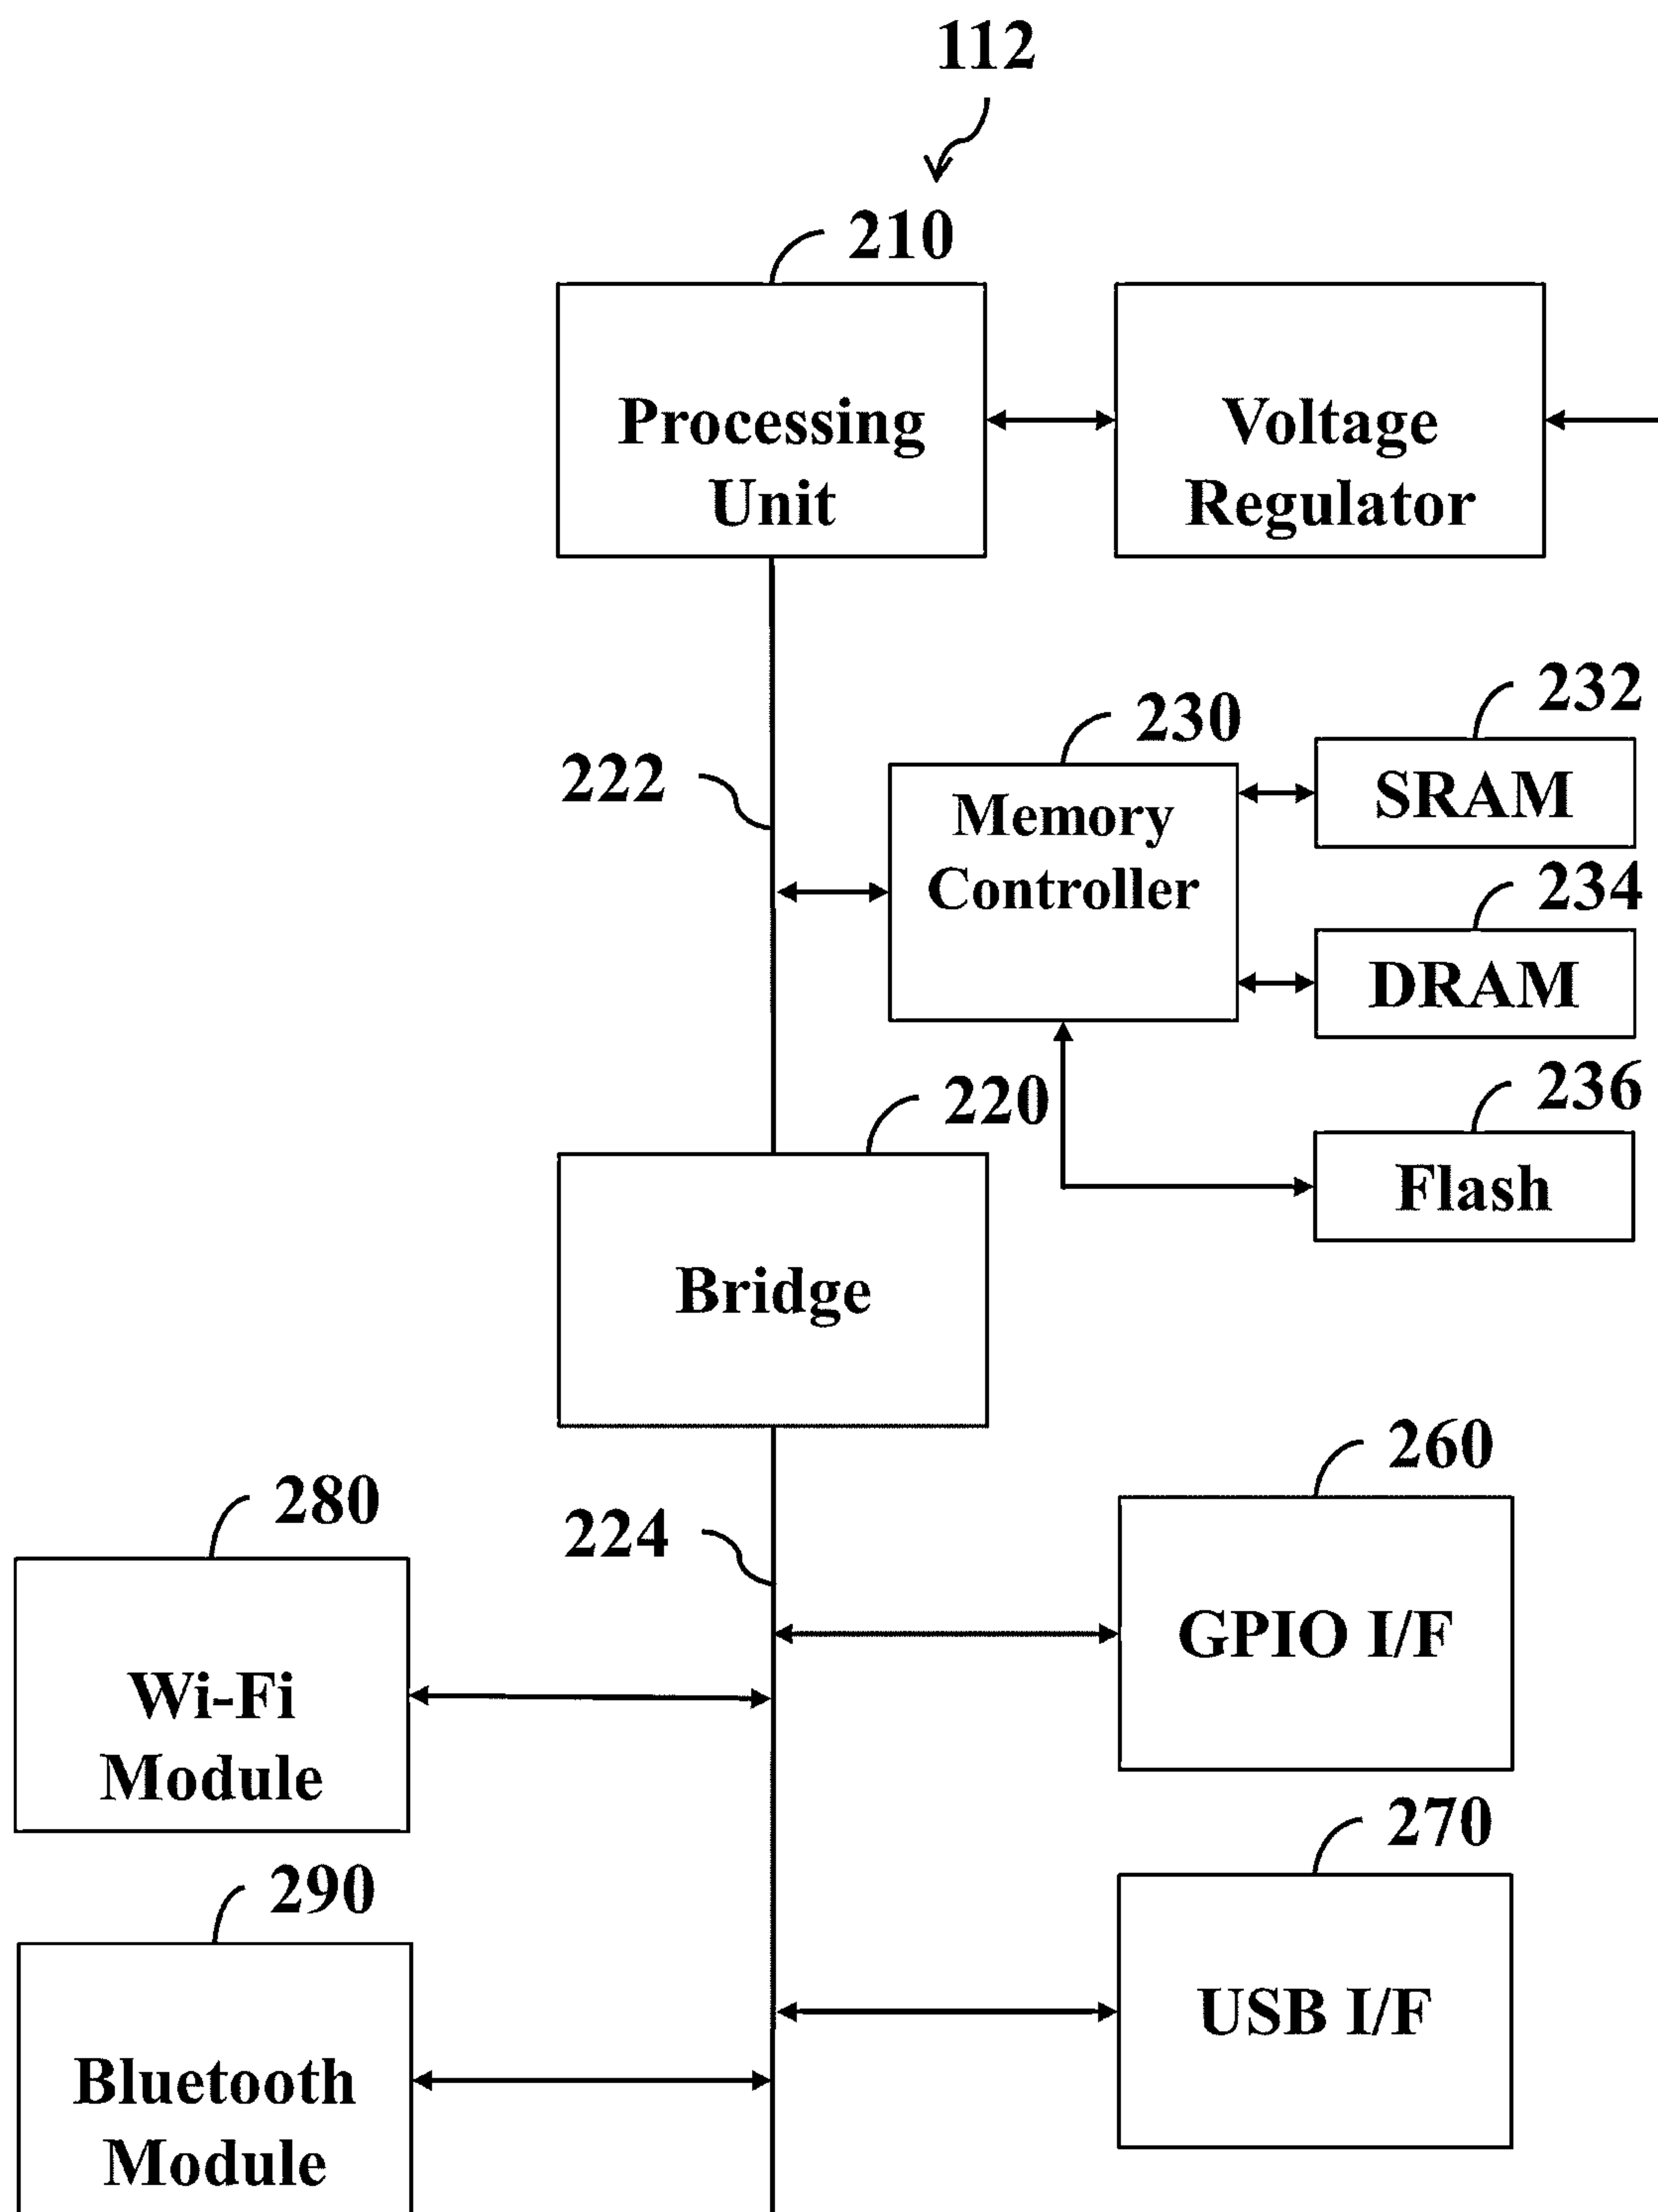 112
210
Processing
Unit
Voltage
Regulator
222
230
Memory
Controller
232
SRAM
234
DRAM
236
Flash
220
Bridge
280
Wi-Fi
Module
224
260
GPIO I/F
290
Bluetooth
Module
270
USB I/F